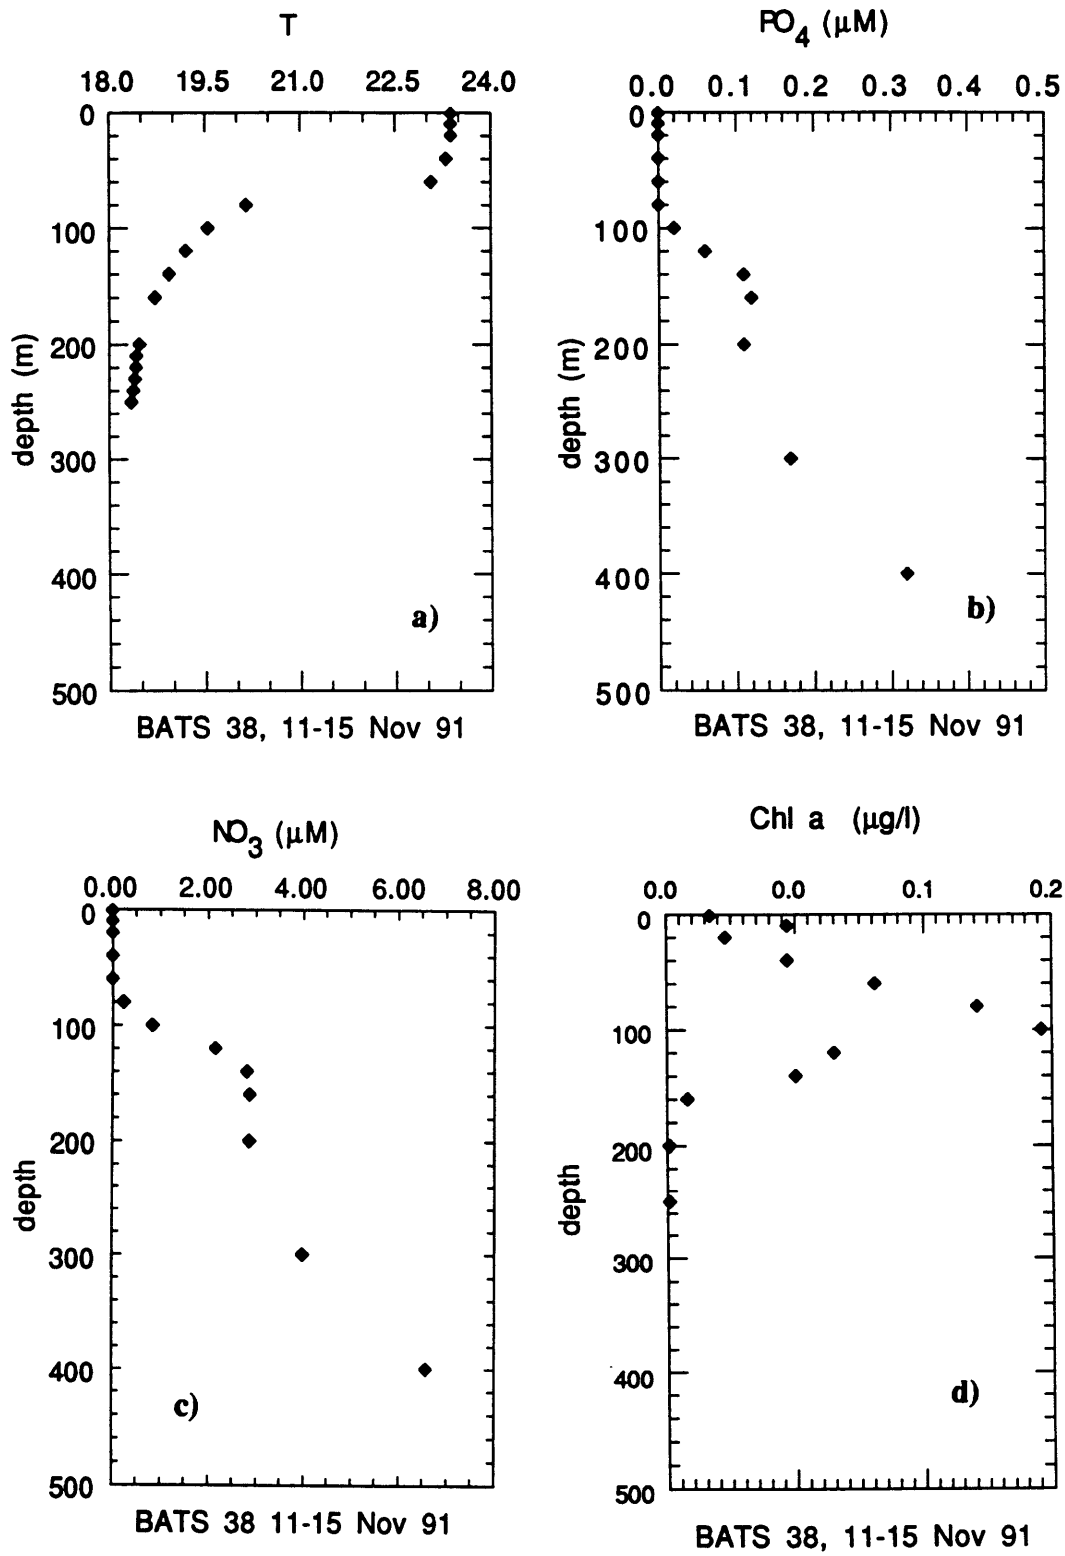 T
18.0 19.5 21.0 22.5 24.0
0
100
200
300
400
500
depth (m)
a)
BATS 38, 11-15 Nov 91
PO4 (µM)
0.0 0.1 0.2 0.3 0.4 0.5
0
100
200
300
400
500
depth (m)
b)
BATS 38, 11-15 Nov 91
NO3 (µM)
0.00 2.00 4.00 6.00 8.00
0
100
200
300
400
500
depth
c)
BATS 38 11-15 Nov 91
Chl a (µg/l)
0.0 0.0 0.1 0.2
0
100
200
300
400
500
depth
d)
BATS 38, 11-15 Nov 91